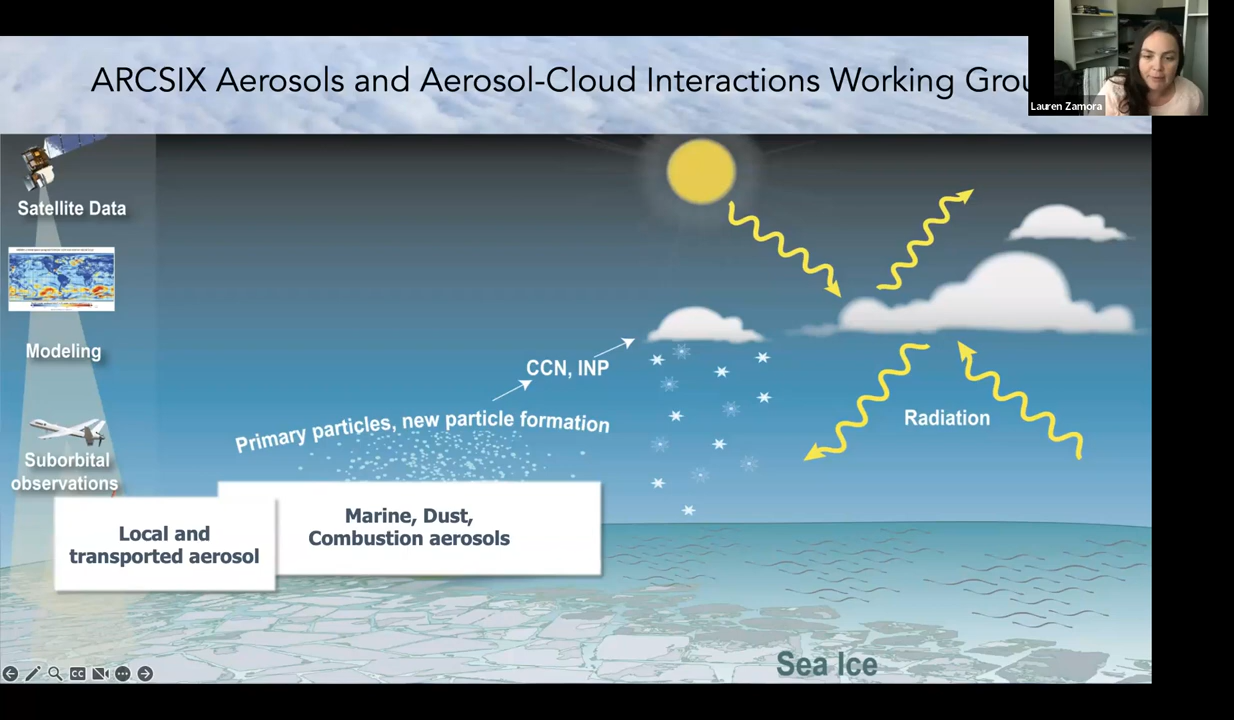 ARCSIX Aerosols and Aerosol-Cloud Interactions Working
Lauren Zamora
Satellite Data
Modeling
Suborbital
observations
CCN, INP
Primary particles, new particle formation
Radiation
Local and
transported aerosol
Marine, Dust,
Combustion aerosols
Sea Ice
CC